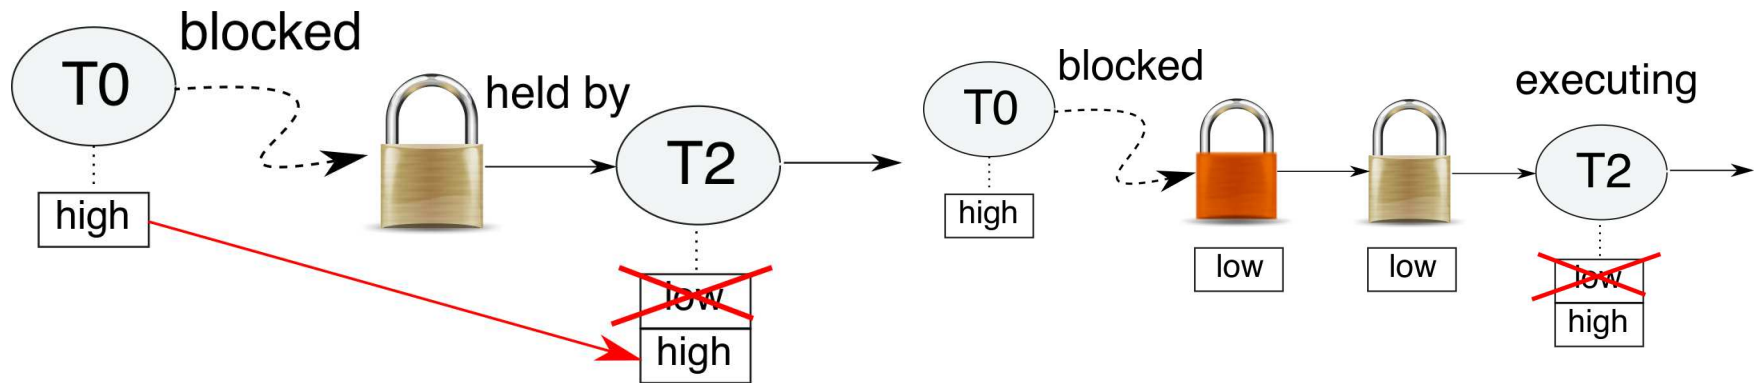 blocked
T0
held by
T2
high
low
high
blocked
executing
T0
T2
high
low
low
low
high